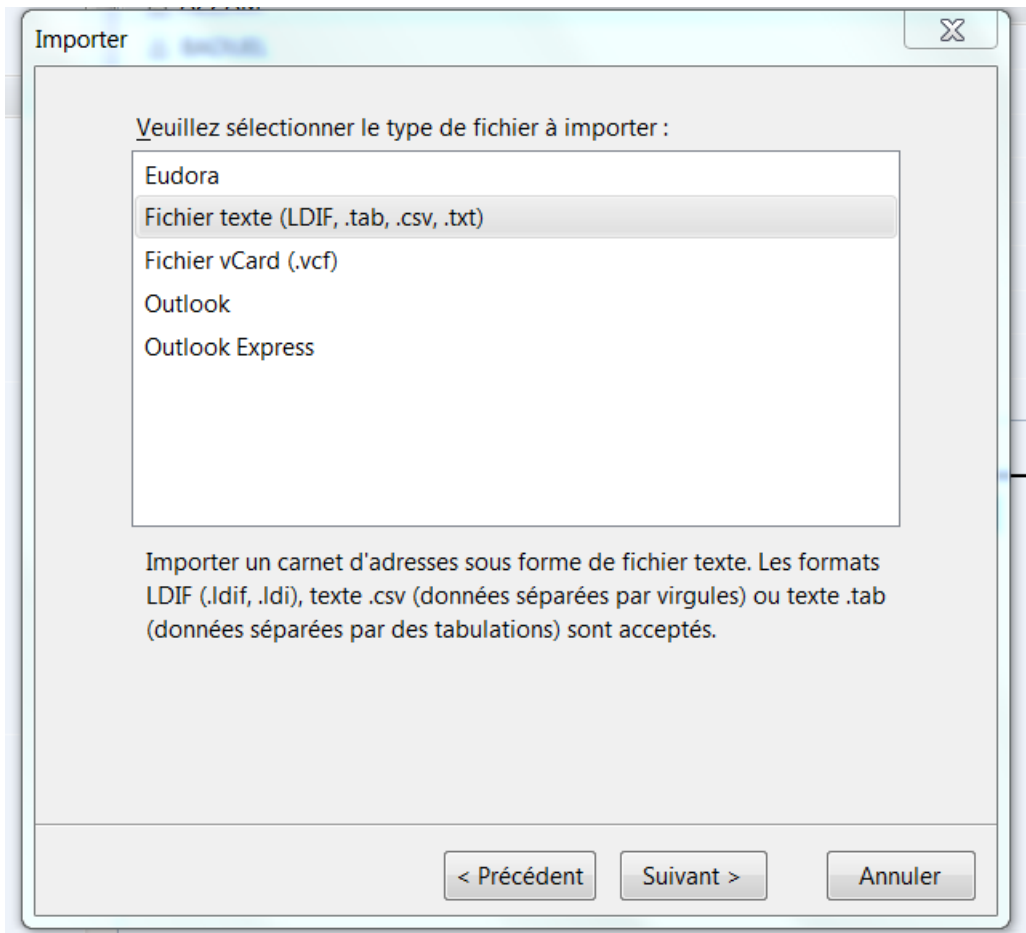 Importer
Veuillez sélectionner le type de fichier à importer :
Eudora
Fichier texte (LDIF, .tab, .csv, .txt)
Fichier vCard (.vcf)
Outlook
Outlook Express
Importer un carnet d'adresses sous forme de fichier texte. Les formats
LDIF (.ldif, .ldi), texte .csv (données séparées par virgules) ou texte .tab
(données séparées par des tabulations) sont acceptés.
< Précédent
Suivant >
Annuler